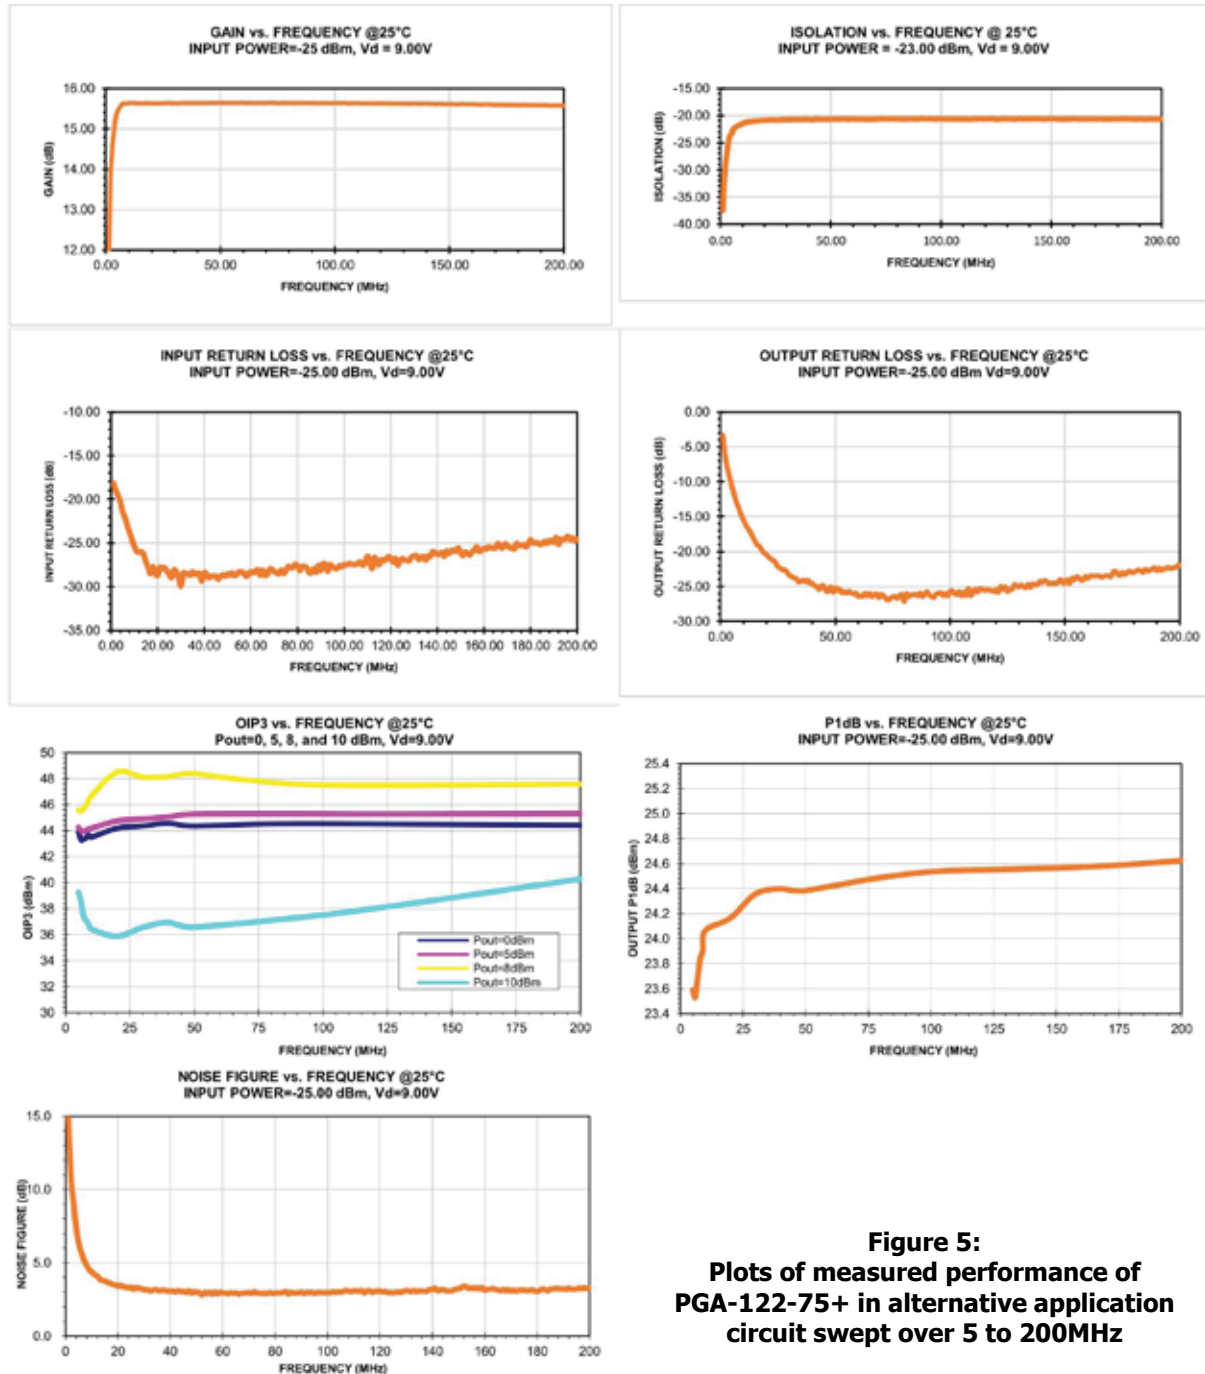 GAIN vs. FREQUENCY @25°C
INPUT POWER=-25 dBm, Vd = 9.00V
16.00
15.00
14.00
13.00
12.00
GAIN (dB)
0.00 50.00 100.00 150.00 200.00
FREQUENCY (MHz)
ISOLATION vs. FREQUENCY @ 25°C
INPUT POWER = -23.00 dBm, Vd = 9.00V
-15.00
-20.00
-25.00
-30.00
-35.00
-40.00
ISOLATION (dB)
0.00 50.00 100.00 150.00 200.00
FREQUENCY (MHz)
INPUT RETURN LOSS vs. FREQUENCY @25°C
INPUT POWER=-25.00 dBm, Vd=9.00V
-10.00
-15.00
-20.00
-25.00
-30.00
-35.00
INPUT RETURN LOSS (dB)
0.00 20.00 40.00 60.00 80.00 100.00 120.00 140.00 160.00 180.00 200.00
FREQUENCY (MHz)
OUTPUT RETURN LOSS vs. FREQUENCY @25°C
INPUT POWER=-25.00 dBm Vd=9.00V
0.00
-5.00
-10.00
-15.00
-20.00
-25.00
-30.00
OUTPUT RETURN LOSS (dB)
0.00 50.00 100.00 150.00 200.00
FREQUENCY (MHz)
OIP3 vs. FREQUENCY @25°C
Pout=0, 5, 8, and 10 dBm, Vd=9.00V
50
48
46
44
42
40
38
36
34
32
30
OIP3 (dBm)
Pout=0dBm
Pout=5dBm
Pout=8dBm
Pout=10dBm
0 25 50 75 100 125 150 175 200
FREQUENCY (MHz)
P1dB vs. FREQUENCY @25°C
INPUT POWER=-25.00 dBm, Vd=9.00V
25.4
25.2
25.0
24.8
24.6
24.4
24.2
24.0
23.8
23.6
23.4
OUTPUT P1dB (dBm)
0 25 50 75 100 125 150 175 200
FREQUENCY (MHz)
NOISE FIGURE vs. FREQUENCY @25°C
INPUT POWER=-25.00 dBm, Vd=9.00V
15.0
10.0
5.0
0.0
NOISE FIGURE (dB)
0 20 40 60 80 100 120 140 160 180 200
FREQUENCY (MHz)
Figure 5:
Plots of measured performance of
PGA-122-75+ in alternative application
circuit swept over 5 to 200MHz